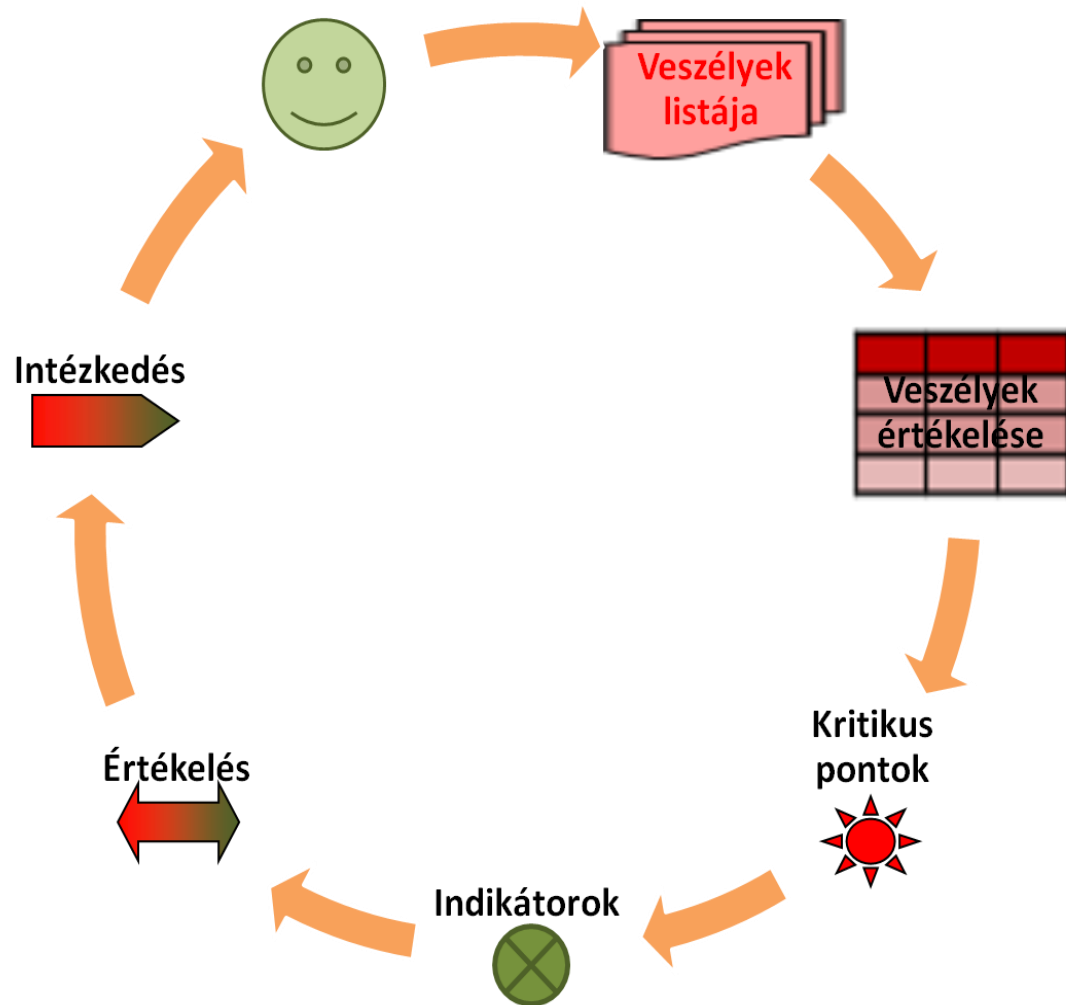 Veszélyek
listája
Veszélyek
értékelése
Kritikus
pontok
Indikátorok
Értékelés
Intézkedés